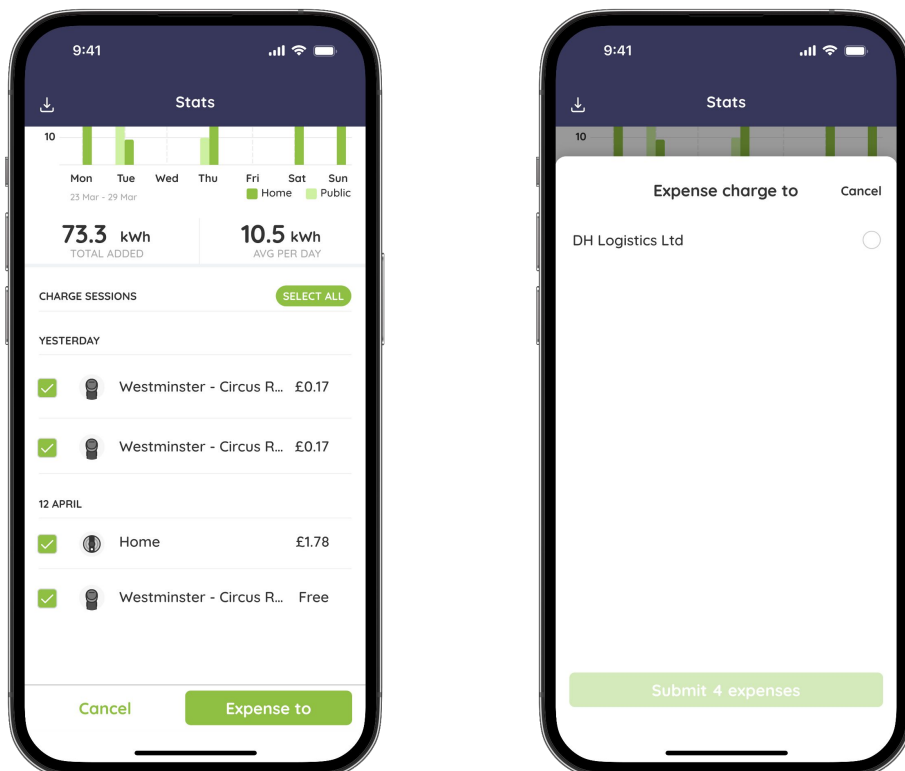 9:41
Stats
10
Mon Tue Wed Thu Fri Sat Sun
23 Mar - 29 Mar
Home Public
73.3 kWh 10.5 kWh
TOTAL ADDED AVG PER DAY
CHARGE SESSIONS SELECT ALL
YESTERDAY
Westminster - Circus R... £0.17
Westminster - Circus R... £0.17
12 APRIL
Home £1.78
Westminster - Circus R... Free
Cancel Expense to
9:41
Stats
10
Expense charge to Cancel
DH Logistics Ltd
Submit 4 expenses